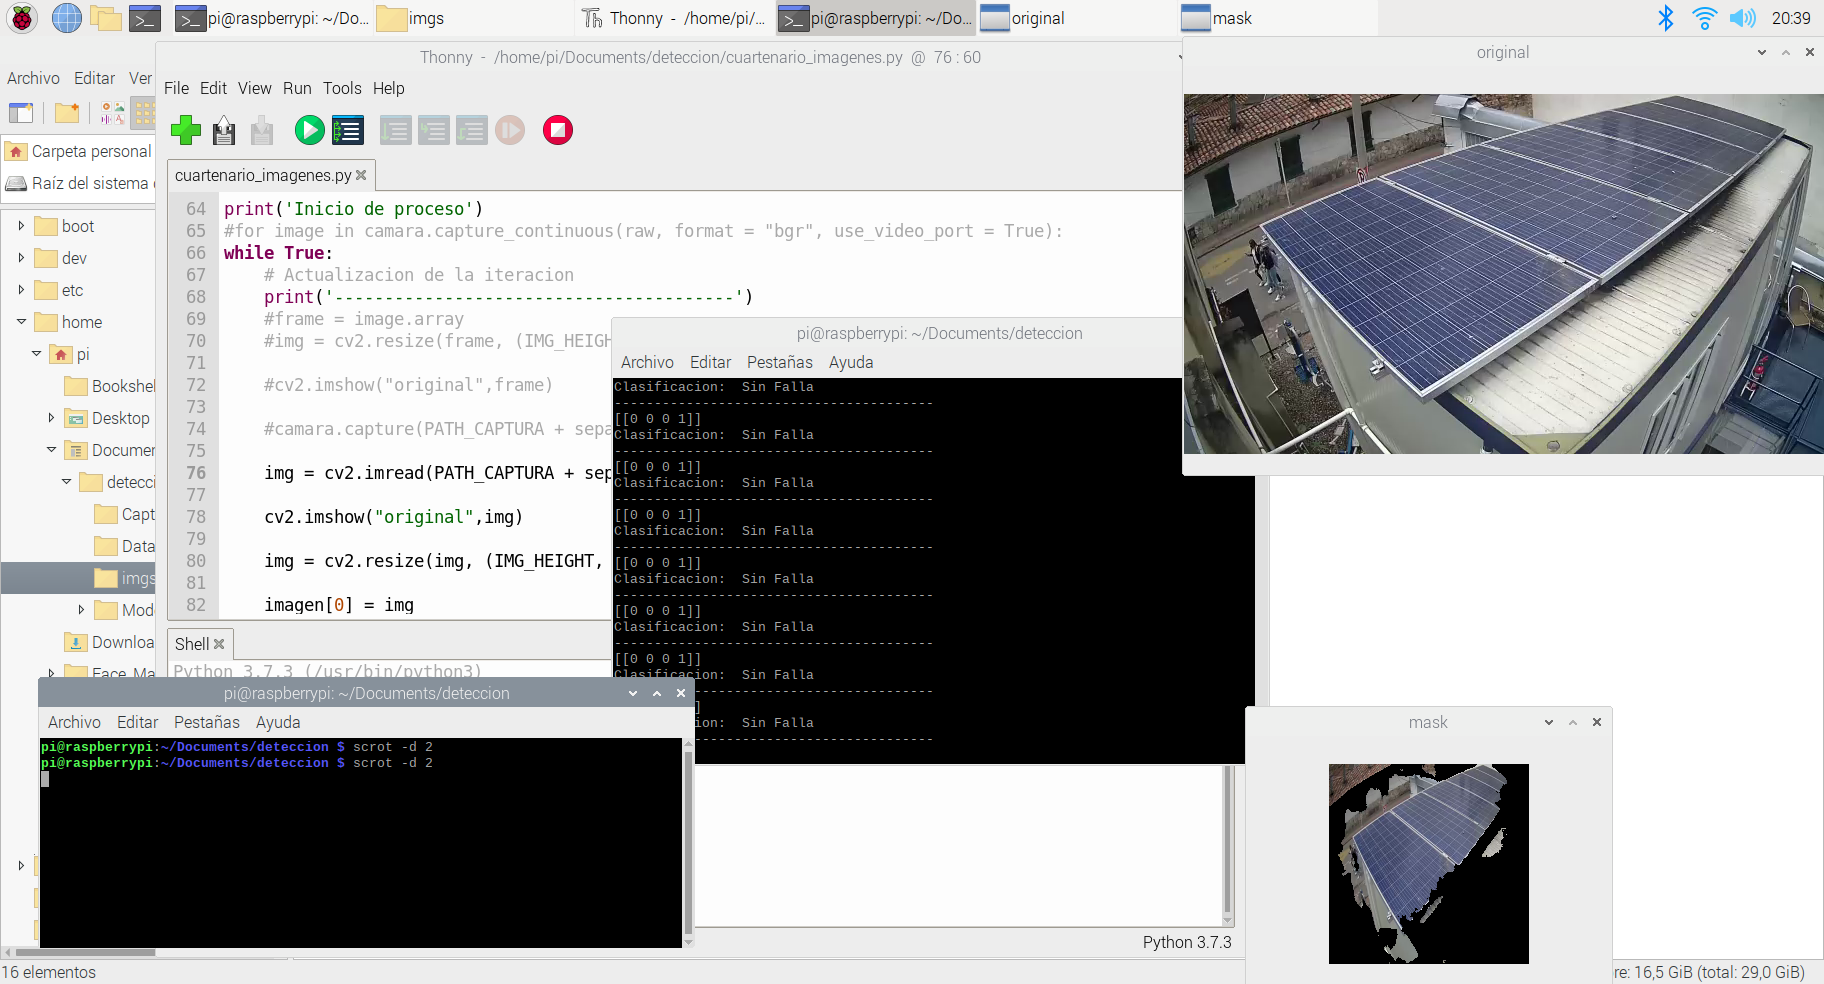 pi@raspberrypi: ~/Do...
imgs
Thonny - /home/pi/...
pi@raspberrypi: ~/Do...
original
mask
20:39
Archivo Editar Ver
Carpeta personal
Raíz del sistema
boot
dev
etc
home
pi
Bookshel
Desktop
Documen
detecci
Capt
Data
imgs
Mod
Downloa
Face_Ma
16 elementos
Thonny - /home/pi/Documents/deteccion/cuartenario_imagenes.py @ 76 : 60
File Edit View Run Tools Help
cuartenario_imagenes.py
64 print('Inicio de proceso')
65 #for image in camara.capture_continuous(raw, format = "bgr", use_video_port = True):
66 while True:
67 # Actualizacion de la iteracion
68 print('----------------------------------------')
69 #frame = image.array
70 #img = cv2.resize(frame, (IMG_HEIGH
71
72 #cv2.imshow("original",frame)
73
74 #camara.capture(PATH_CAPTURA + sepa
75
76 img = cv2.imread(PATH_CAPTURA + sep
77
78 cv2.imshow("original",img)
79
80 img = cv2.resize(img, (IMG_HEIGHT,
81
82 imagen[0] = img
Shell
Python 3.7.3 (/usr/bin/python3)
Python 3.7.3
pi@raspberrypi: ~/Documents/deteccion
Archivo Editar Pestañas Ayuda
Clasificacion: Sin Falla
----------------------------------------
[[0 0 0 1]]
Clasificacion: Sin Falla
----------------------------------------
[[0 0 0 1]]
Clasificacion: Sin Falla
----------------------------------------
[[0 0 0 1]]
Clasificacion: Sin Falla
----------------------------------------
[[0 0 0 1]]
Clasificacion: Sin Falla
----------------------------------------
[[0 0 0 1]]
Clasificacion: Sin Falla
----------------------------------------
[[0 0 0 1]]
Clasificacion: Sin Falla
----------------------------------------
]
ion: Sin Falla
----------------------------------------
pi@raspberrypi: ~/Documents/deteccion
Archivo Editar Pestañas Ayuda
pi@raspberrypi:~/Documents/deteccion $ scrot -d 2
pi@raspberrypi:~/Documents/deteccion $ scrot -d 2
original
mask
re: 16,5 GiB (total: 29,0 GiB)